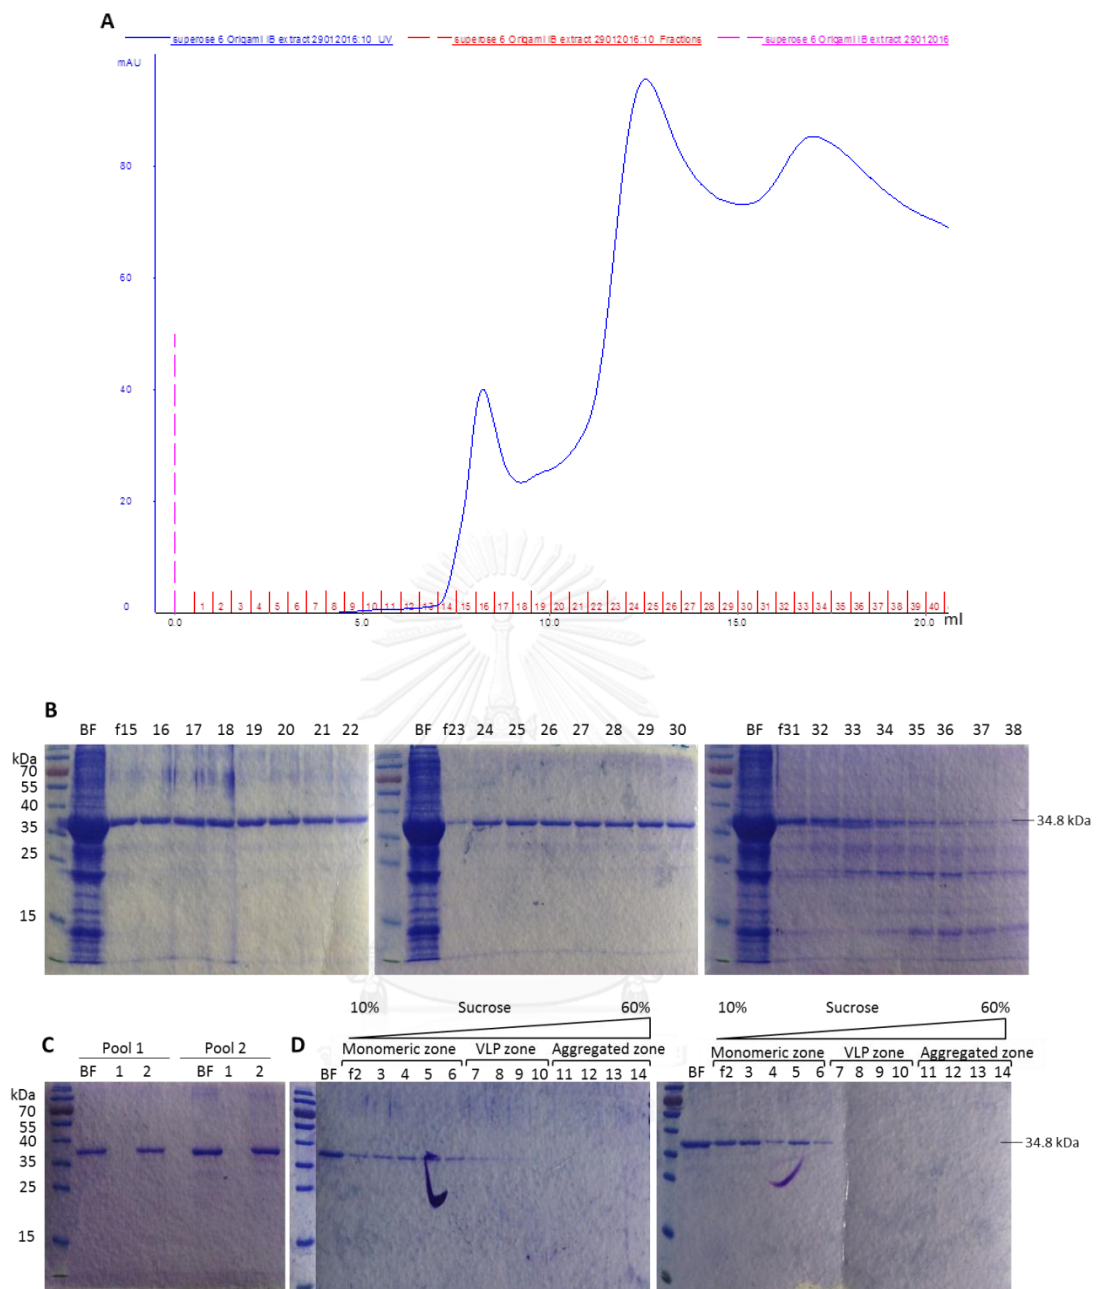 A
superose 6 Origami IB extract 29012016:10_UV superose 6 Origami IB extract 29012016:10_Fractions superose 6 Origami IB extract 29012016
mAU
80
60
40
20
0
1 2 3 4 5 6 7 8 9 10 11 12 13 14 15 16 17 18 19 20 21 22 23 24 25 26 27 28 29 30 31 32 33 34 35 36 37 38 39 40
0.0 5.0 10.0 15.0 20.0 ml
B
BF f15 16 17 18 19 20 21 22 BF f23 24 25 26 27 28 29 30 BF f31 32 33 34 35 36 37 38
kDa
70
55
40
35
25
15
34.8 kDa
10% Sucrose 60% 10% Sucrose 60%
C Pool 1 Pool 2 D Monomeric zone VLP zone Aggregated zone Monomeric zone VLP zone Aggregated zone
BF 1 2 BF 1 2 BF f2 3 4 5 6 7 8 9 10 11 12 13 14 BF f2 3 4 5 6 7 8 9 10 11 12 13 14
kDa
70
55
40
35
25
15
34.8 kDa